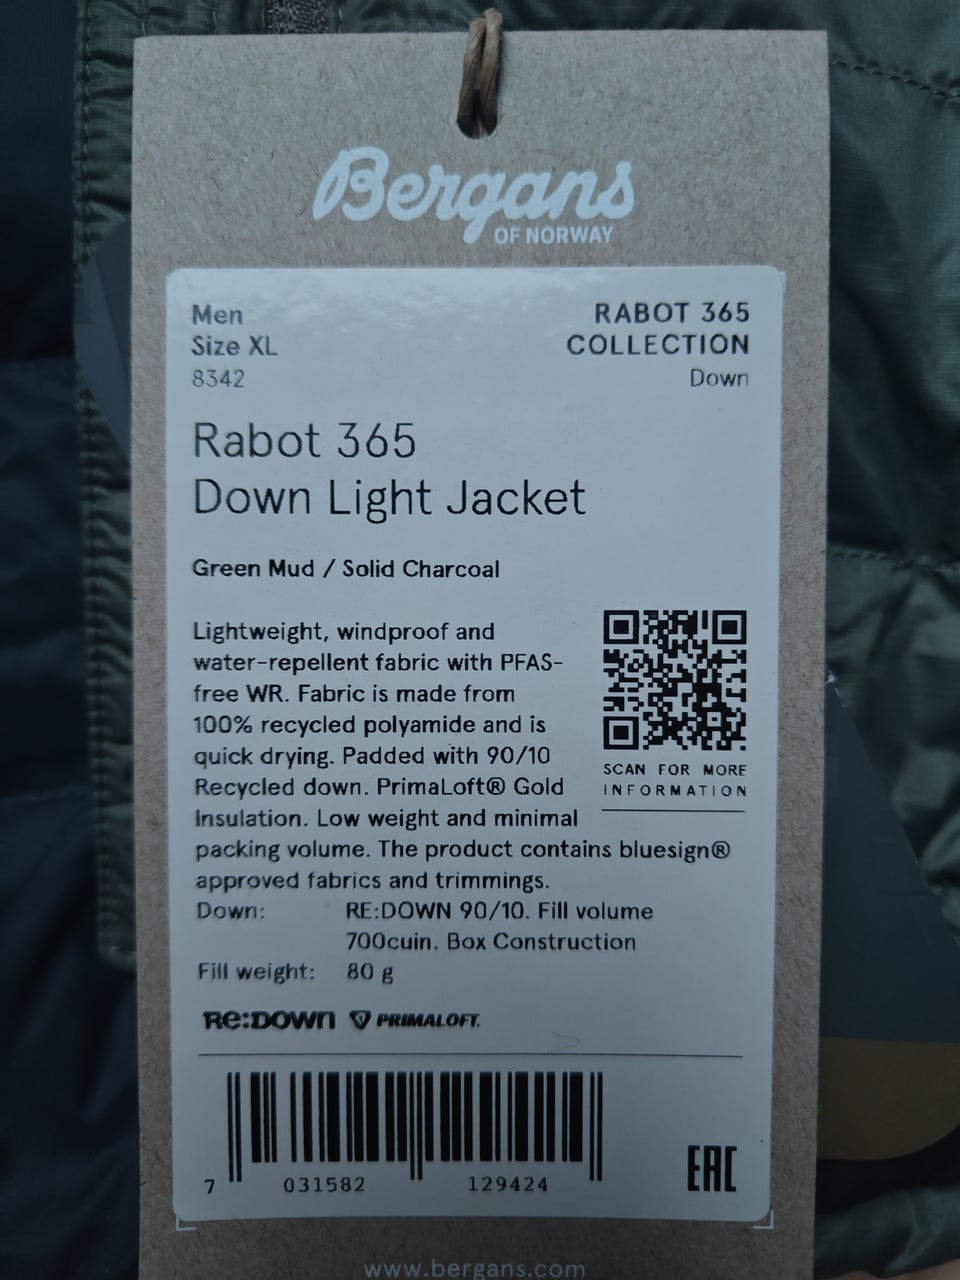 Bergans
OF NORWAY
Men
Size XL
8342
RABOT 365
COLLECTION
Down
Rabot 365
Down Light Jacket
Green Mud / Solid Charcoal
Lightweight, windproof and
water-repellent fabric with PFAS-
free WR. Fabric is made from
100% recycled polyamide and is
quick drying. Padded with 90/10
Recycled down. PrimaLoft® Gold
Insulation. Low weight and minimal
packing volume. The product contains bluesign®
approved fabrics and trimmings.
SCAN FOR MORE
INFORMATION
Down: RE:DOWN 90/10. Fill volume
700cuin. Box Construction
Fill weight: 80 g
RE:DOWN PRIMALOFT.
7 031582 129424
EAC
www.bergans.com